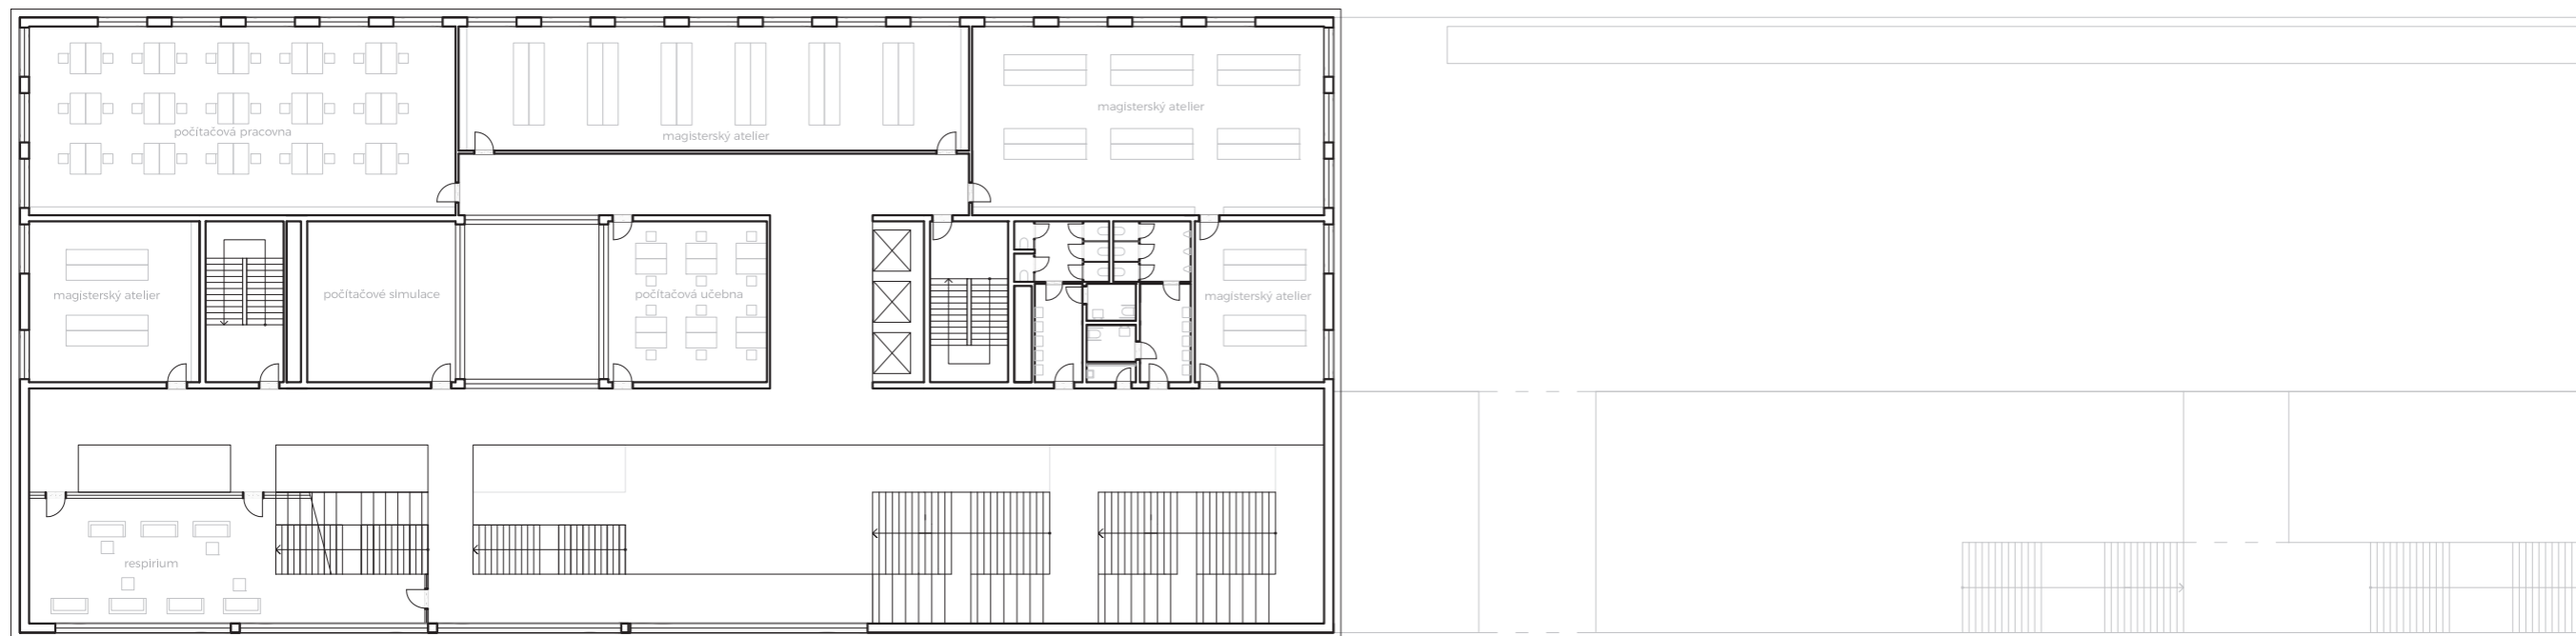 magisterský atelier
počítačová pracovna
magisterský atelier
magisterský atelier
počítačové simulace
počítačová učebna
magisterský atelier
respirium